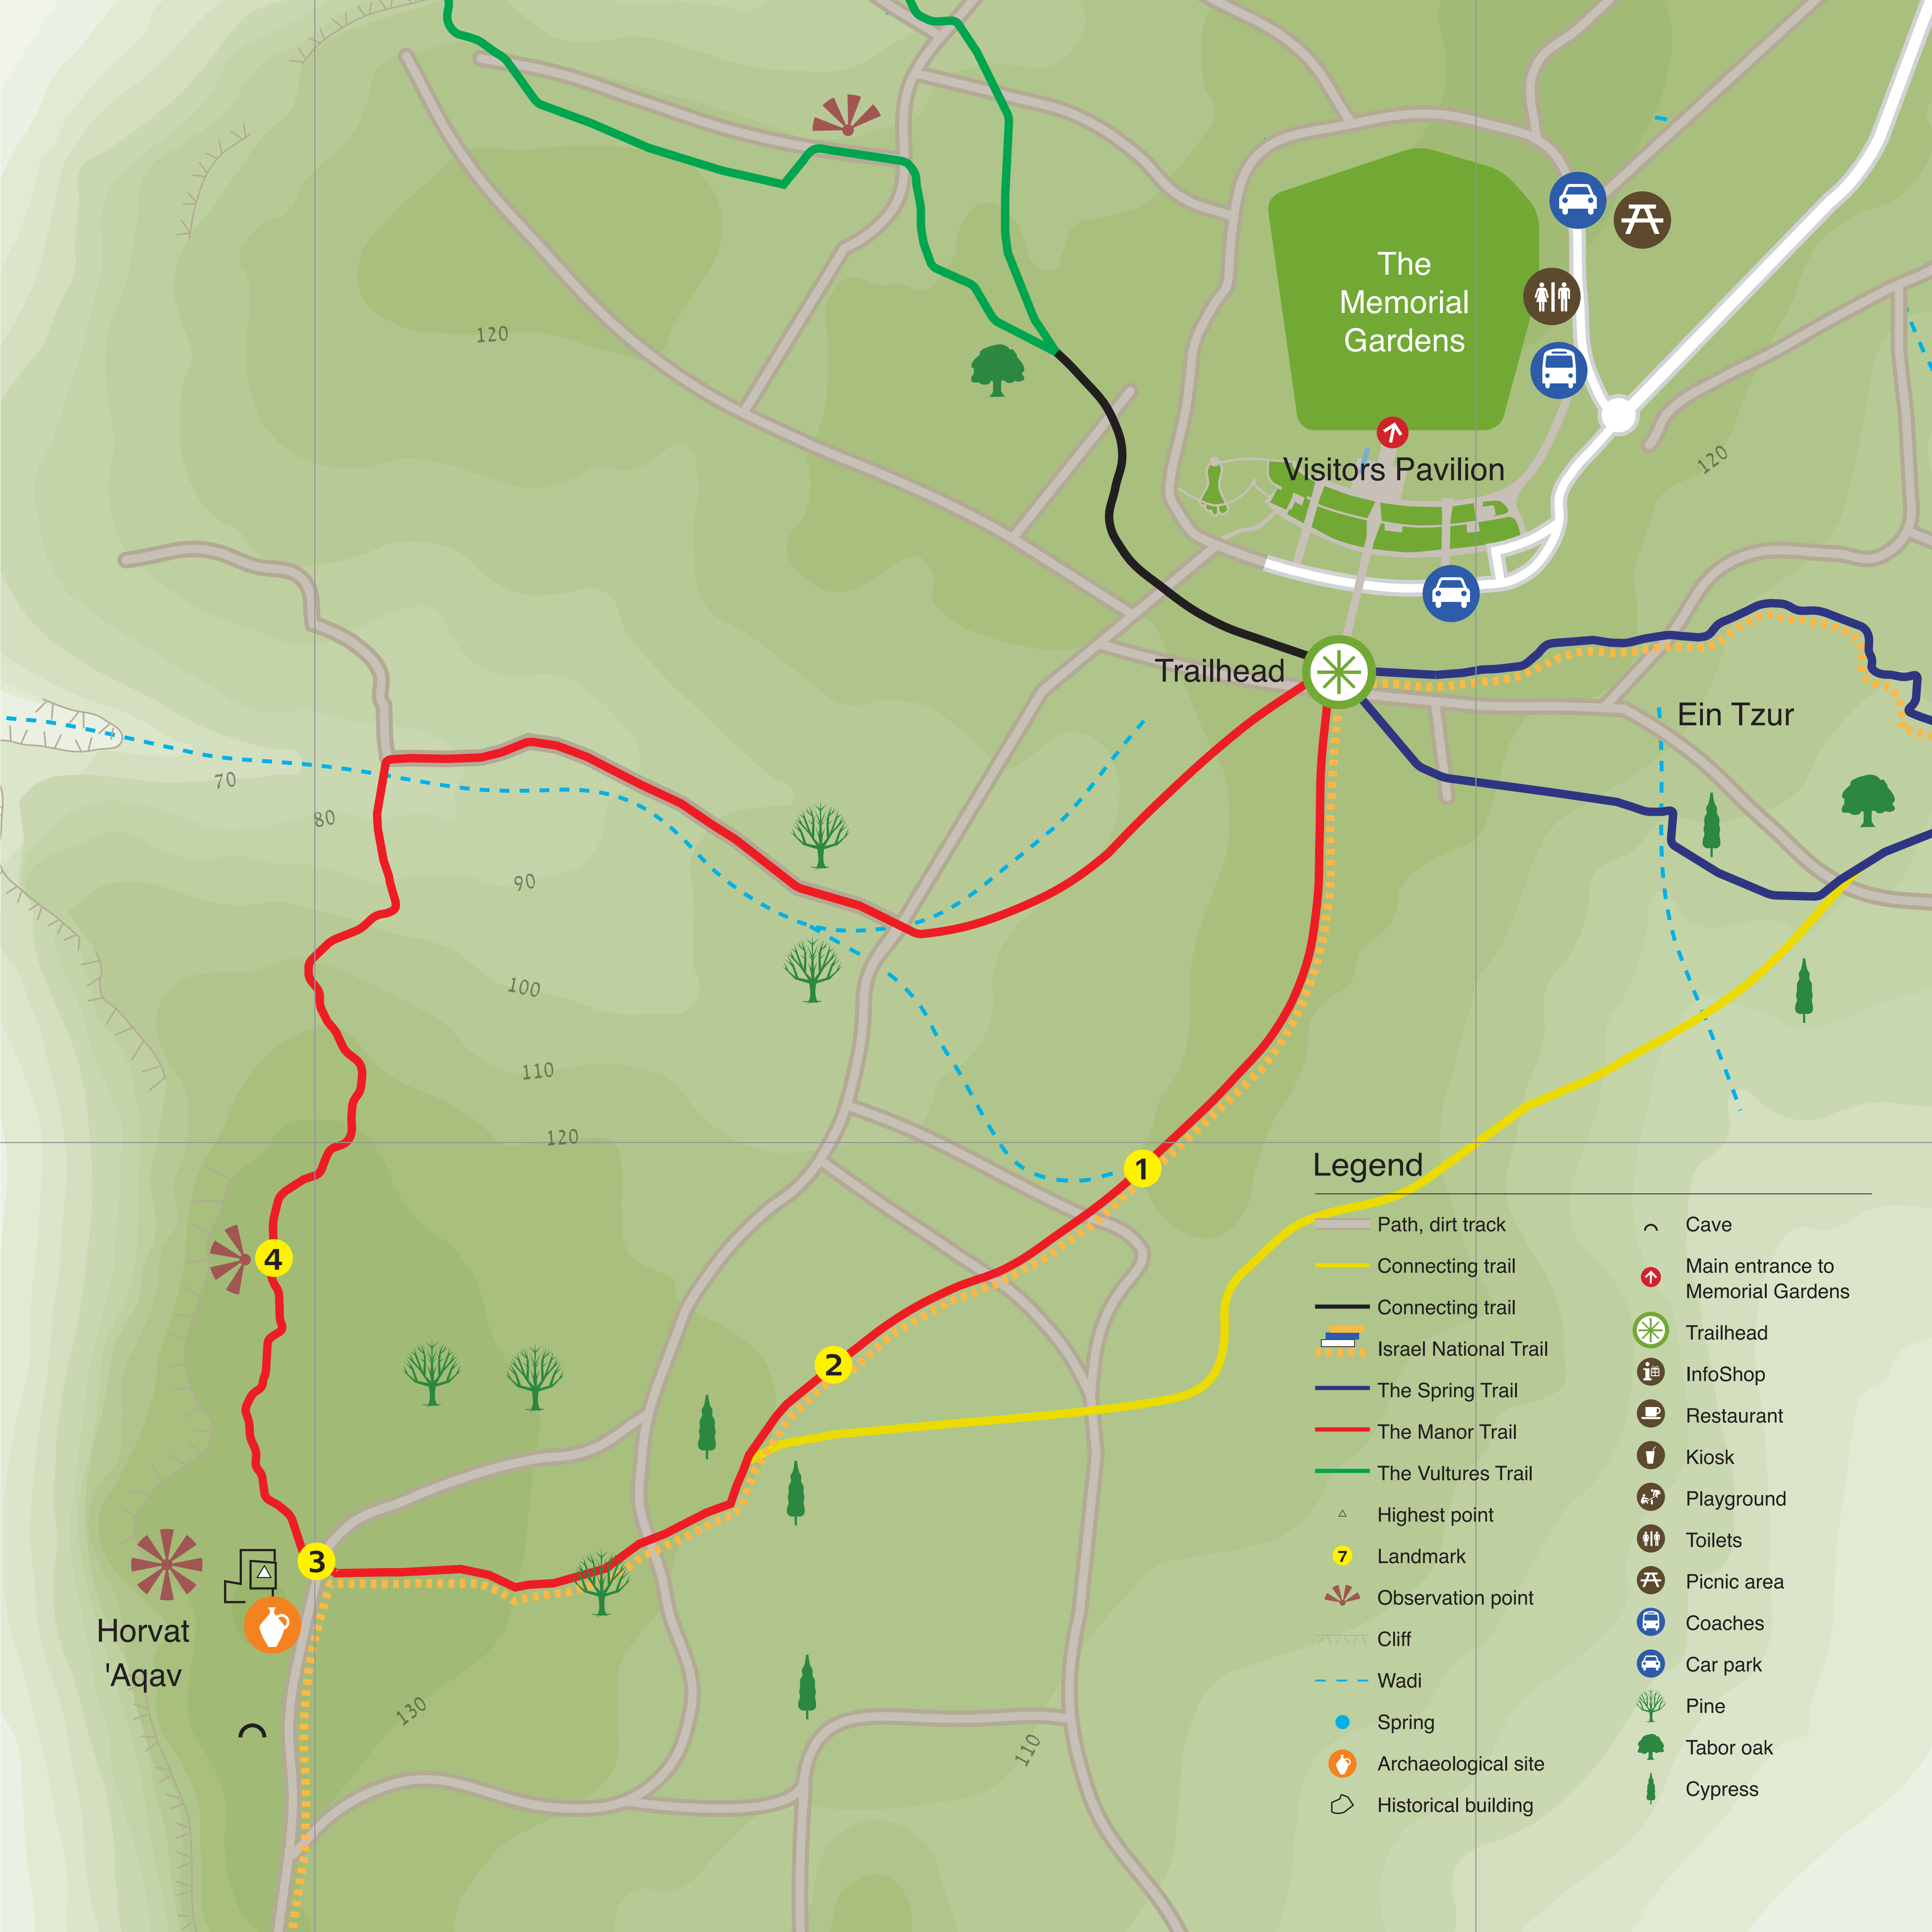 The
Memorial
Gardens
Visitors Pavilion
120
120
Trailhead
Ein Tzur
70
80
90
100
110
120
1
2
3
4
Horvat
'Aqav
130
110
Legend
Path, dirt track
Connecting trail
Connecting trail
Israel National Trail
The Spring Trail
The Manor Trail
The Vultures Trail
Highest point
7 Landmark
Observation point
Cliff
Wadi
Spring
Archaeological site
Historical building
Cave
Main entrance to
Memorial Gardens
Trailhead
InfoShop
Restaurant
Kiosk
Playground
Toilets
Picnic area
Coaches
Car park
Pine
Tabor oak
Cypress